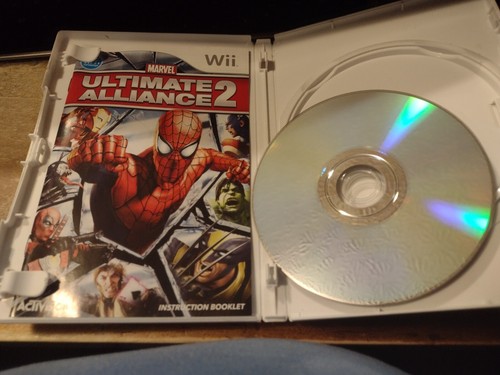 Wii
MARVEL
ULTIMATE
ALLIANCE 2
INSTRUCTION BOOKLET